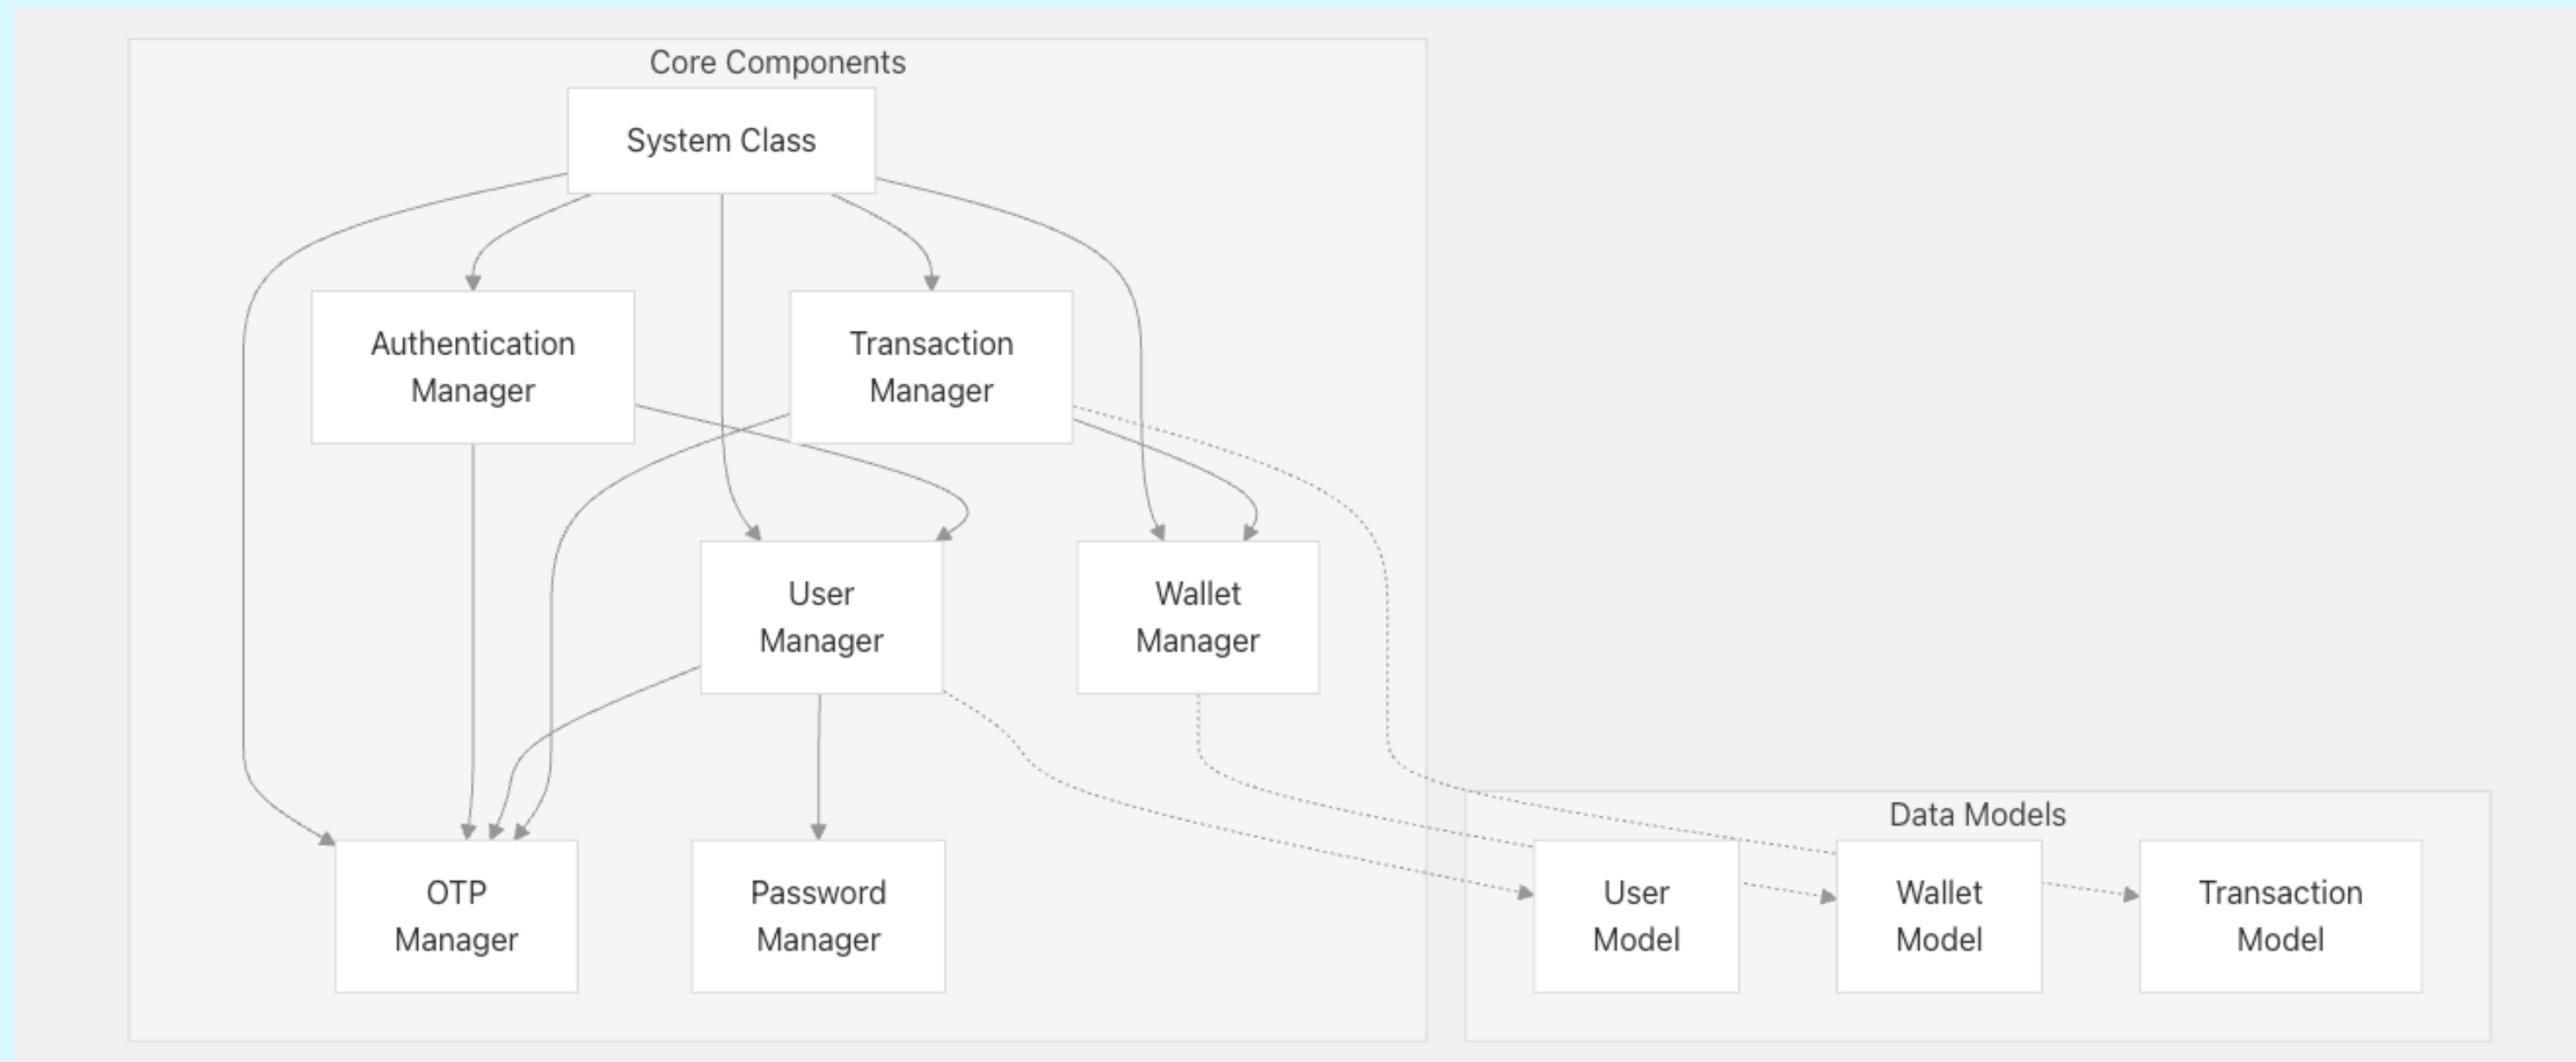 Core Components
System Class
Authentication
Manager
Transaction
Manager
User
Manager
Wallet
Manager
OTP
Manager
Password
Manager
Data Models
User
Model
Wallet
Model
Transaction
Model